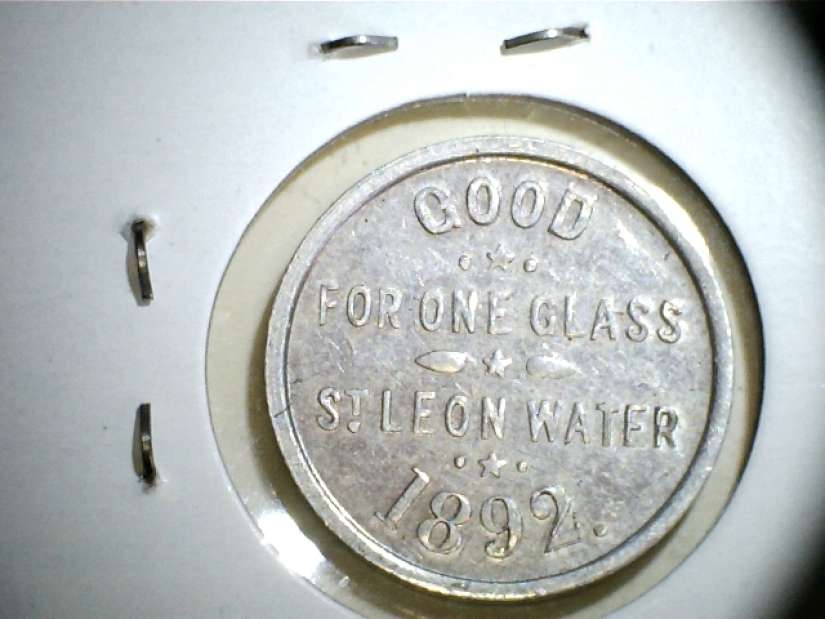 GOOD
FOR ONE GLASS
ST. LEON WATER
1892.